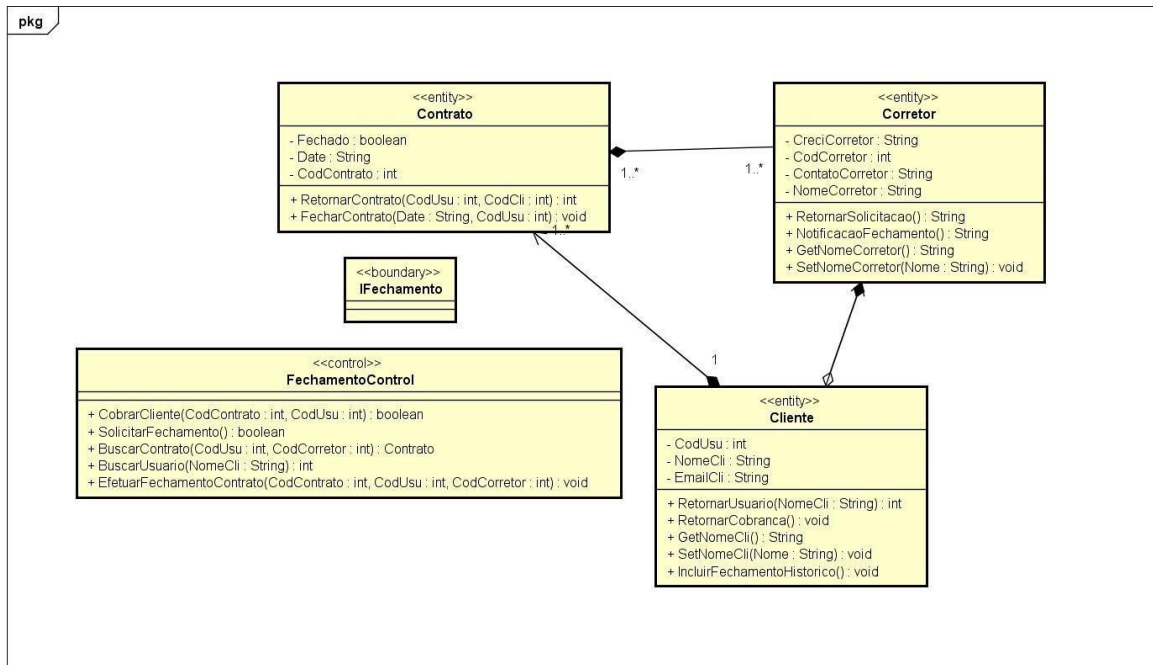 pkg
<<entity>>
Contrato
- Fechado : boolean
- Date : String
- CodContrato : int
+ RetornarContrato(CodUsu : int, CodCli : int) : int
+ FecharContrato(Date : String, CodUsu : int) : void
1..*
1..*
1..*
<<entity>>
Corretor
- CreciCorretor : String
- CodCorretor : int
- ContatoCorretor : String
- NomeCorretor : String
+ RetornarSolicitacao() : String
+ NotificacaoFechamento() : String
+ GetNomeCorretor() : String
+ SetNomeCorretor(Nome : String) : void
<<boundary>>
IFechamento
<<control>>
FechamentoControl
+ CobrarCliente(CodContrato : int, CodUsu : int) : boolean
+ SolicitarFechamento() : boolean
+ BuscarContrato(CodUsu : int, CodCorretor : int) : Contrato
+ BuscarUsuario(NomeCli : String) : int
+ EfetuarFechamentoContrato(CodContrato : int, CodUsu : int, CodCorretor : int) : void
1
<<entity>>
Cliente
- CodUsu : int
- NomeCli : String
- EmailCli : String
+ RetornarUsuario(NomeCli : String) : int
+ RetornarCobranca() : void
+ GetNomeCli() : String
+ SetNomeCli(Nome : String) : void
+ IncluirFechamentoHistorico() : void